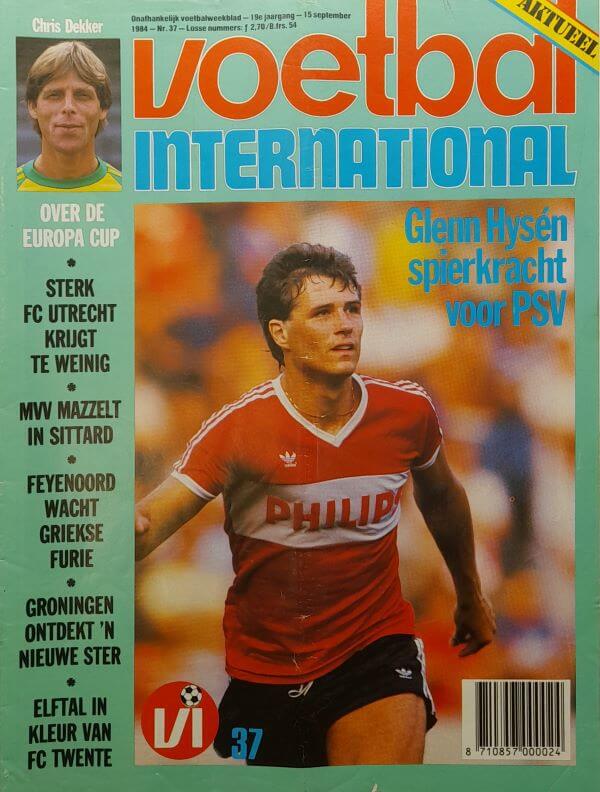 Chris Dekker
Onafhankelijk voetbalweekblad – 19e jaargang – 15 september
1984 – Nr. 37 – Losse nummers: ƒ 2,70/B.frs. 54
AKTUEEL
voetbal
INTERNATIONAL
OVER DE
EUROPA CUP
*
STERK
FC UTRECHT
KRIJGT
TE WEINIG
*
MVV MAZZELT
IN SITTARD
*
FEYENOORD
WACHT
GRIEKSE
FURIE
*
GRONINGEN
ONTDEKT 'N
NIEUWE STER
*
ELFTAL IN
KLEUR VAN
FC TWENTE
Glenn Hysén
spierkracht
voor PSV
adidas
PHILIPS
adidas
VI
37
8 710857 000024